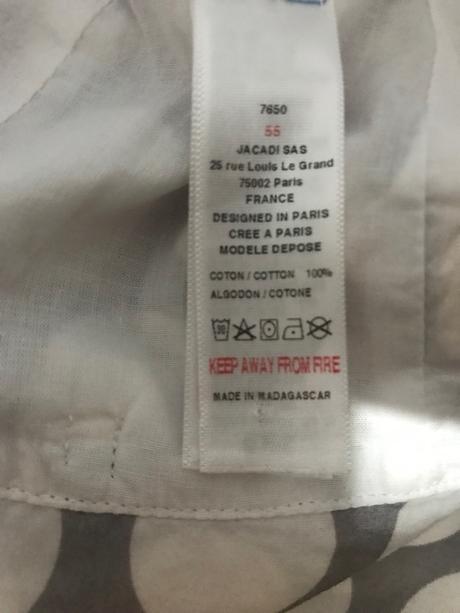 7650
55
JACADI SAS
25 rue Louis Le Grand
75002 Paris
FRANCE
DESIGNED IN PARIS
CREE A PARIS
MODELE DEPOSE
COTON / COTTON 100%
ALGODON / COTONE
30
KEEP AWAY FROM FIRE
MADE IN MADAGASCAR